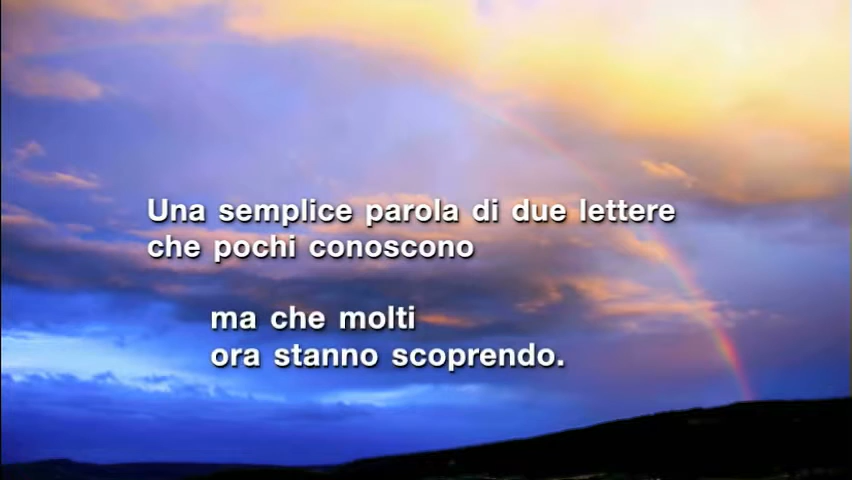 Una semplice parola di due lettere
che pochi conoscono
ma che molti
ora stanno scoprendo.